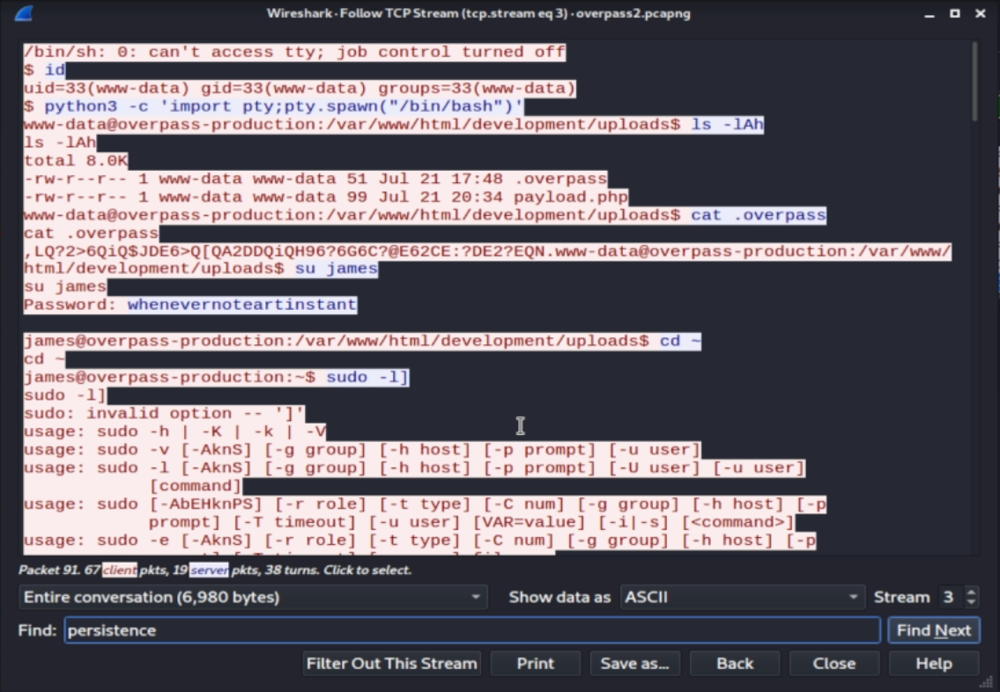 Wireshark · Follow TCP Stream (tcp.stream eq 3) · overpass2.pcapng
/bin/sh: 0: can't access tty; job control turned off
$ id
uid=33(www-data) gid=33(www-data) groups=33(www-data)
$ python3 -c 'import pty;pty.spawn("/bin/bash")'
www-data@overpass-production:/var/www/html/development/uploads$ ls -lAh
ls -lAh
total 8.0K
-rw-r--r-- 1 www-data www-data 51 Jul 21 17:48 .overpass
-rw-r--r-- 1 www-data www-data 99 Jul 21 20:34 payload.php
www-data@overpass-production:/var/www/html/development/uploads$ cat .overpass
cat .overpass
,LQ?2>6QiQ$JDE6>Q[QA2DDQiQH96?6G6C?@E62CE:?DE2?EQN.www-data@overpass-production:/var/www/
html/development/uploads$ su james
su james
Password: whenevernoteartinstant
james@overpass-production:/var/www/html/development/uploads$ cd ~
cd ~
james@overpass-production:~$ sudo -l]
sudo -l]
sudo: invalid option -- ']'
usage: sudo -h | -K | -k | -V
usage: sudo -v [-AknS] [-g group] [-h host] [-p prompt] [-u user]
usage: sudo -l [-AknS] [-g group] [-h host] [-p prompt] [-U user] [-u user]
[command]
usage: sudo [-AbEHknPS] [-r role] [-t type] [-C num] [-g group] [-h host] [-p
prompt] [-T timeout] [-u user] [VAR=value] [-i|-s] [<command>]
usage: sudo -e [-AknS] [-r role] [-t type] [-C num] [-g group] [-h host] [-p
Packet 91. 67 client pkts, 19 server pkts, 38 turns. Click to select.
Entire conversation (6,980 bytes)
Show data as ASCII
Stream 3
Find: persistence
Find Next
Filter Out This Stream
Print
Save as...
Back
Close
Help